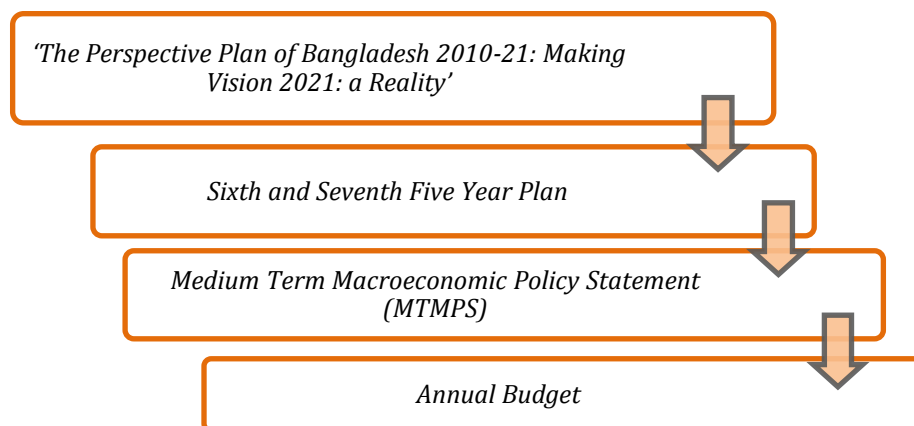 ‘The Perspective Plan of Bangladesh 2010-21: Making
Vision 2021: a Reality’
Sixth and Seventh Five Year Plan
Medium Term Macroeconomic Policy Statement
(MTMPS)
Annual Budget